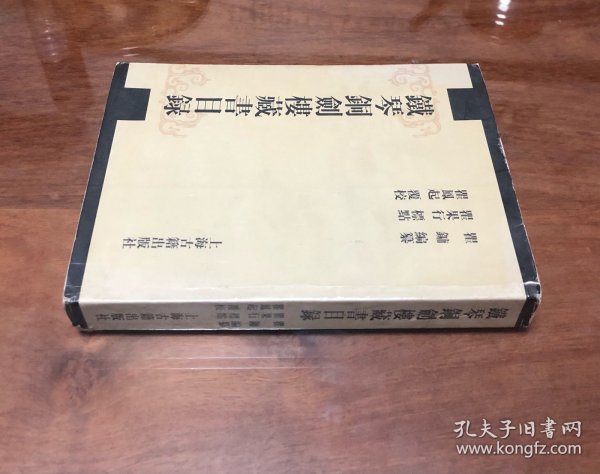 鐵琴銅劍樓藏書目録
瞿鏞編纂
瞿果行標點
瞿鳳起覆校
上海古籍出版社
鐵琴銅劍樓藏書目録
瞿鏞編纂
瞿果行標點
瞿鳳起覆校
上海古籍出版社
孔夫子旧书网
www.kongfz.com